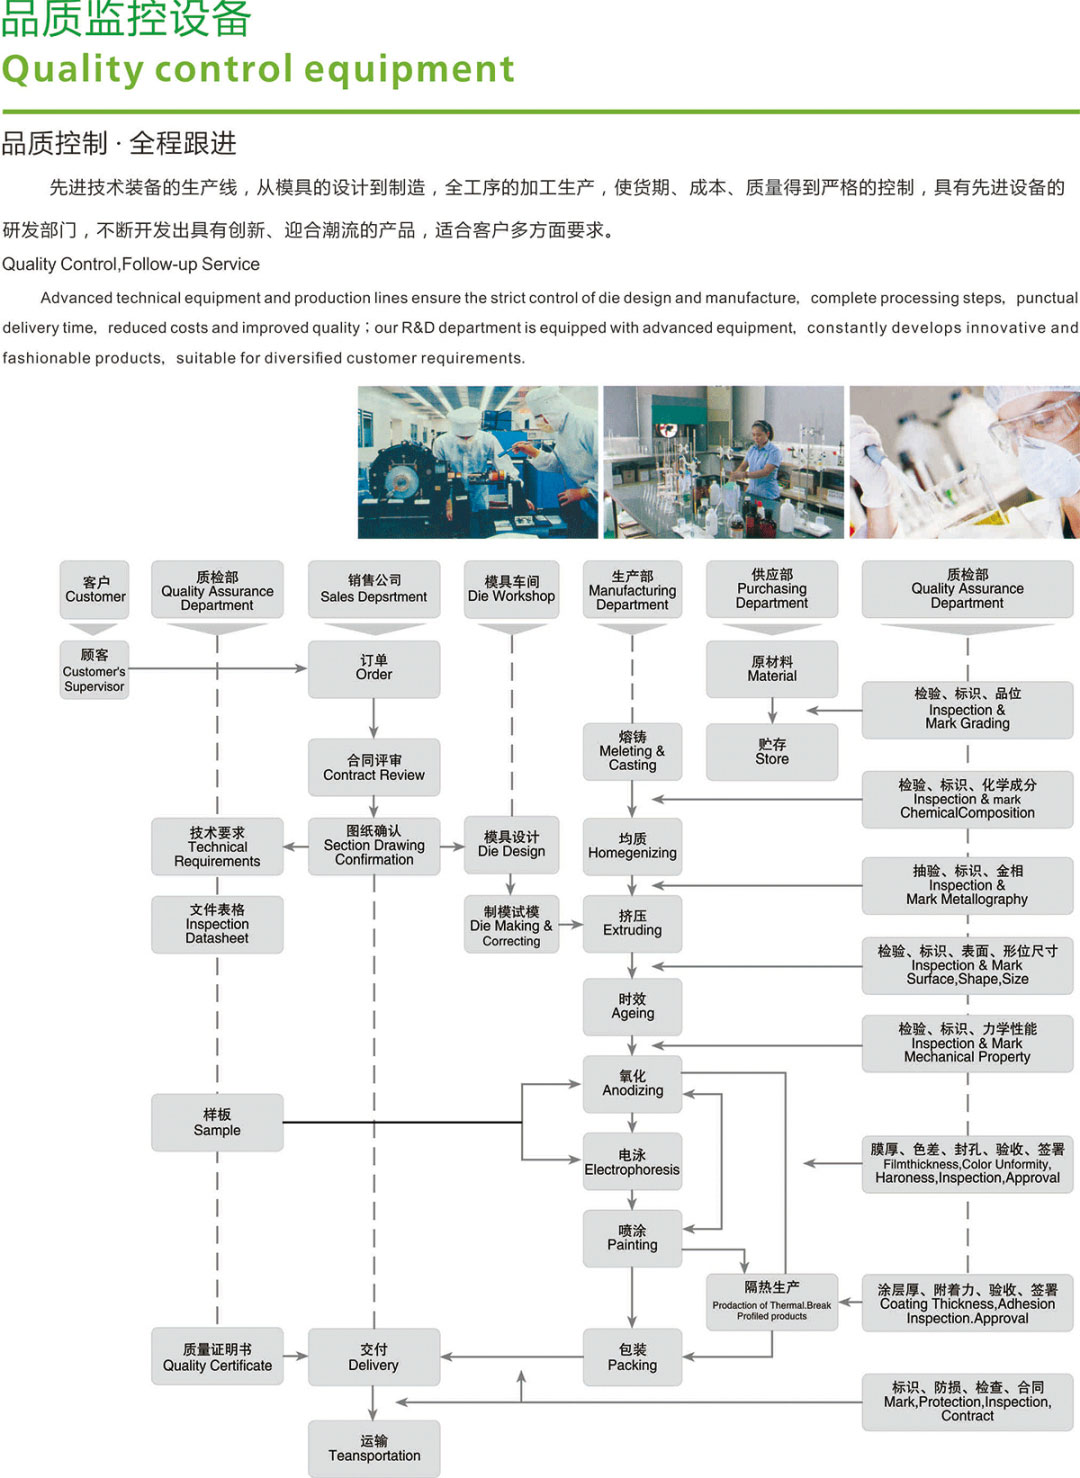 品质监控设备
Quality control equipment
品质控制·全程跟进
先进技术装备的生产线，从模具的设计到制造，全工序的加工生产，使货期、成本、质量得到严格的控制，具有先进设备的
研发部门，不断开发出具有创新、迎合潮流的产品，适合客户多方面要求。
Quality Control,Follow-up Service
Advanced technical equipment and production lines ensure the strict control of die design and manufacture, complete processing steps, punctual
delivery time, reduced costs and improved quality；our R&D department is equipped with advanced equipment, constantly develops innovative and
fashionable products, suitable for diversified customer requirements.
客户
Customer
质检部
Quality Assurance
Department
销售公司
Sales Depsrtment
模具车间
Die Workshop
生产部
Manufacturing
Department
供应部
Purchasing
Department
质检部
Quality Assurance
Department
顾客
Customer's
Supervisor
订单
Order
原材料
Material
检验、标识、品位
Inspection &
Mark Grading
合同评审
Contract Review
熔铸
Meleting &
Casting
贮存
Store
检验、标识、化学成分
Inspection & mark
ChemicalComposition
技术要求
Technical
Requirements
图纸确认
Section Drawing
Confirmation
模具设计
Die Design
均质
Homegenizing
抽验、标识、金相
Inspection &
Mark Metallography
文件表格
Inspection
Datasheet
制模试模
Die Making &
Correcting
挤压
Extruding
检验、标识、表面、形位尺寸
Inspection & Mark
Surface,Shape,Size
时效
Ageing
检验、标识、力学性能
Inspection & Mark
Mechanical Property
氧化
Anodizing
样板
Sample
电泳
Electrophoresis
膜厚、色差、封孔、验收、签署
Filmthickness,Color Unformity,
Haroness,Inspection,Approval
喷涂
Painting
隔热生产
Prodaction of Thermal.Break
Profiled products
涂层厚、附着力、验收、签署
Coating Thickness,Adhesion
Inspection.Approval
质量证明书
Quality Certificate
交付
Delivery
包装
Packing
标识、防损、检查、合同
Mark,Protection,Inspection,
Contract
运输
Teansportation